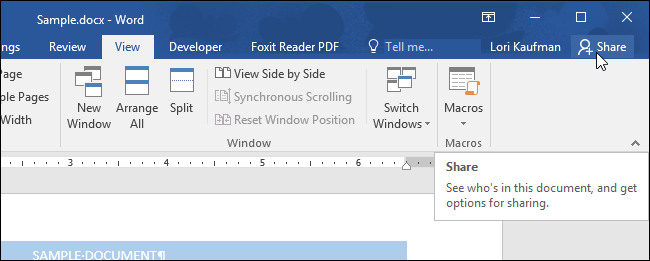 Sample.docx - Word
ngs Review View Developer Foxit Reader PDF Tell me... Lori Kaufman Share
Page
ple Pages
Width
New Window
Arrange All
Split
View Side by Side
Synchronous Scrolling
Reset Window Position
Switch Windows
Macros
Window
Macros
3 4 5 6
Share
See who's in this document, and get
options for sharing.
SAMPLE·DOCUMENT¶